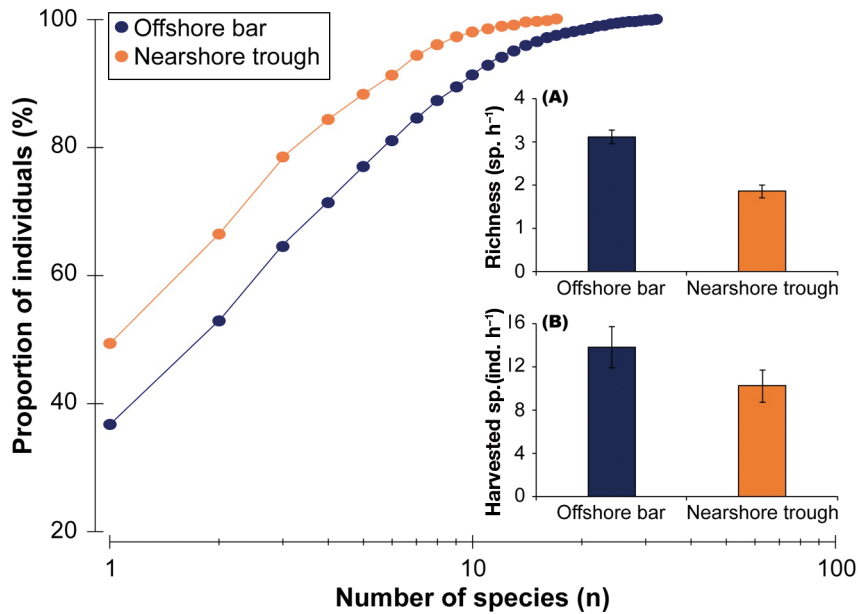 Offshore bar
Nearshore trough
Proportion of individuals (%)
100
80
60
40
20
1
10
100
Number of species (n)
(A)
Richness (sp. h⁻¹)
4
3
2
1
0
Offshore bar
Nearshore trough
(B)
Harvested sp.(ind. h⁻¹)
16
12
8
4
0
Offshore bar
Nearshore trough